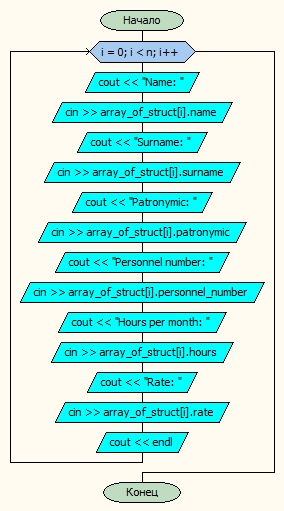 Начало
i = 0; i < n; i++
cout << "Name: "
cin >> array_of_struct[i].name
cout << "Surname: "
cin >> array_of_struct[i].surname
cout << "Patronymic: "
cin >> array_of_struct[i].patronymic
cout << "Personnel number: "
cin >> array_of_struct[i].personnel_number
cout << "Hours per month: "
cin >> array_of_struct[i].hours
cout << "Rate: "
cin >> array_of_struct[i].rate
cout << endl
Конец